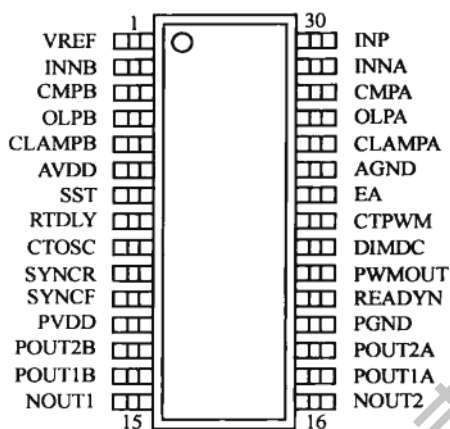 1 30
VREF INP
INNB INNA
CMPB CMPA
OLPB OLPA
CLAMPB CLAMPA
AVDD AGND
SST EA
RTDLY CTPWM
CTOSC DIMDC
SYNCR PWMOUT
SYNCF READYN
PVDD PGND
POUT2B POUT2A
POUT1B POUT1A
NOUT1 NOUT2
15 16